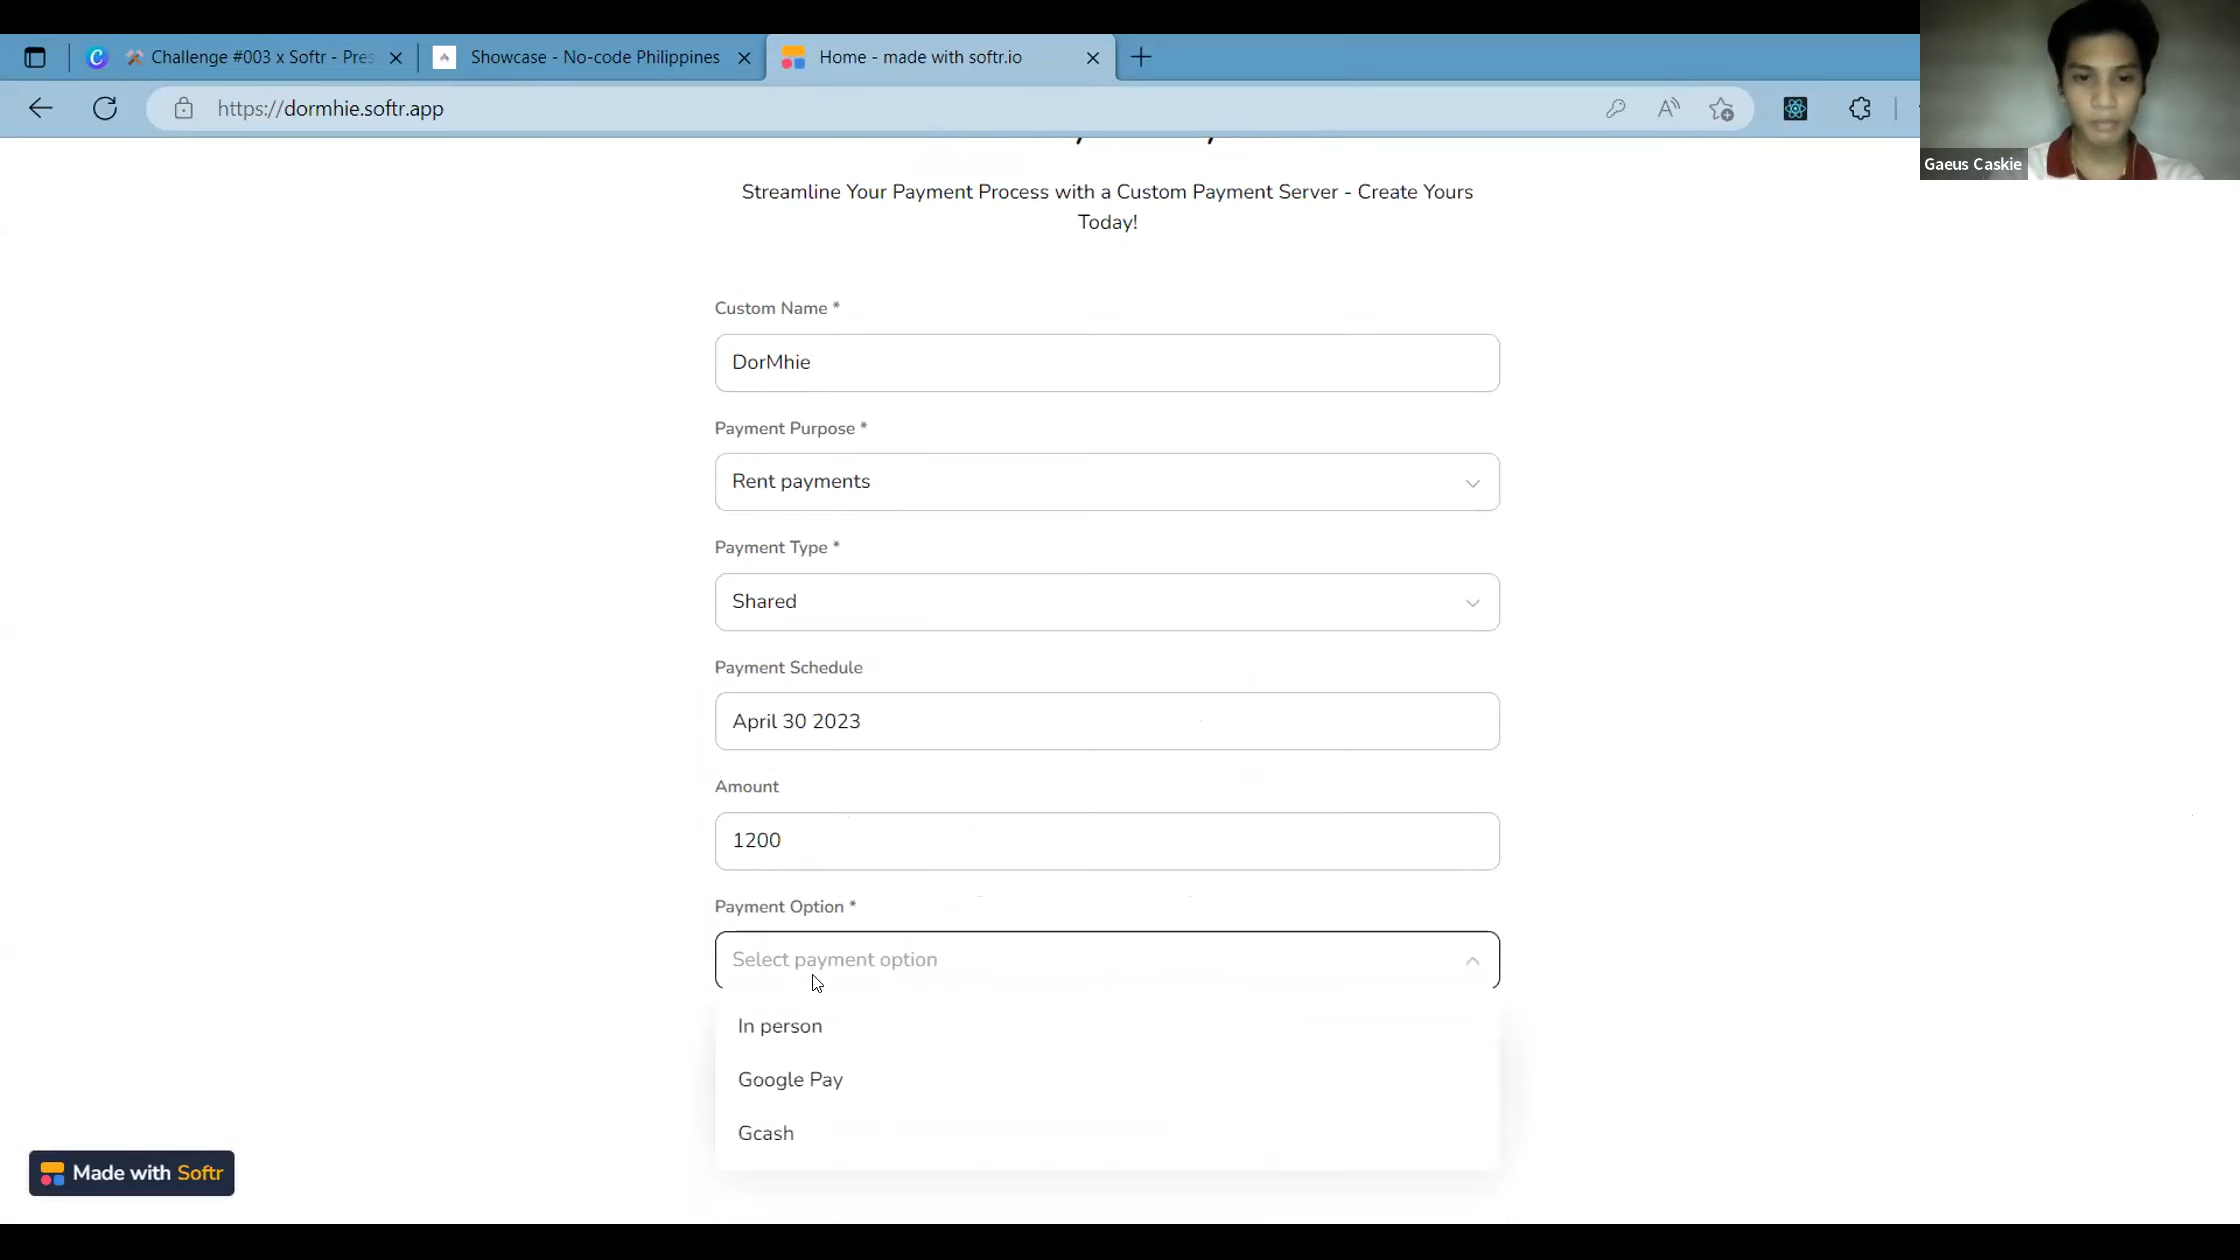 Challenge #003 x Softr - Pres
Showcase - No-code Philippines
Home - made with softr.io
https://dormhie.softr.app
Gaeus Caskie
Streamline Your Payment Process with a Custom Payment Server - Create Yours
Today!
Custom Name *
DorMhie
Payment Purpose *
Rent payments
Payment Type *
Shared
Payment Schedule
April 30 2023
Amount
1200
Payment Option *
Select payment option
In person
Google Pay
Gcash
Made with Softr